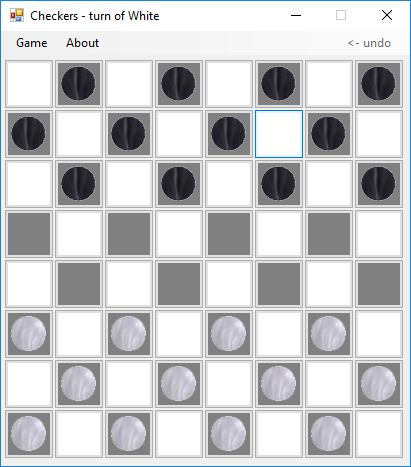 Checkers - turn of White
Game About <- undo